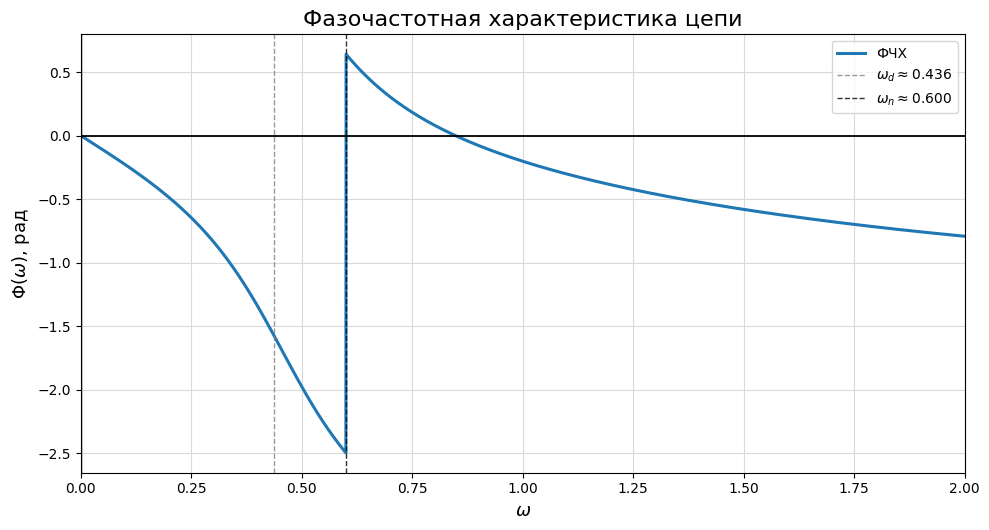 Фазочастотная характеристика цепи
ФЧХ
ω_d ≈ 0.436
ω_n ≈ 0.600
Φ(ω), рад
0.5
0.0
−0.5
−1.0
−1.5
−2.0
−2.5
0.00 0.25 0.50 0.75 1.00 1.25 1.50 1.75 2.00
ω